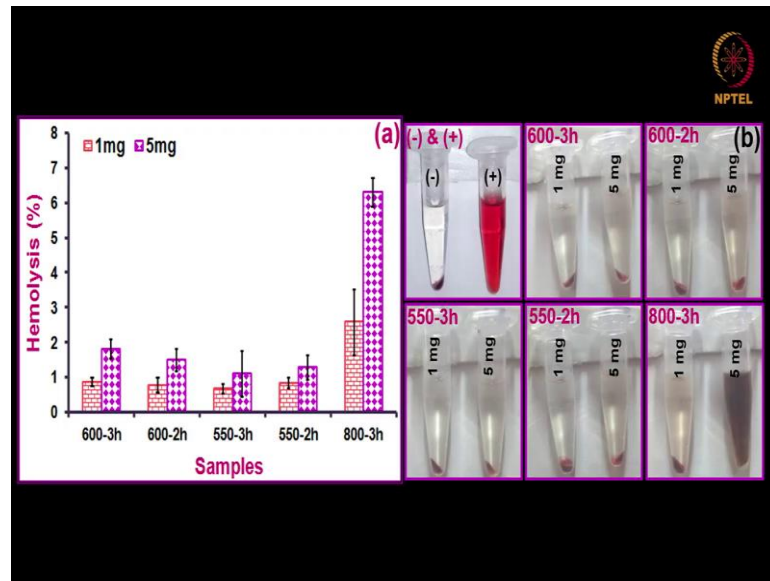 NPTEL
(a)
1mg 5mg
8
7
6
5
4
3
2
1
0
Hemolysis (%)
600-3h 600-2h 550-3h 550-2h 800-3h
Samples
(b)
(-) & (+)
(-) (+)
600-3h
1 mg 5 mg
600-2h
1 mg 5 mg
550-3h
1 mg 5 mg
550-2h
1 mg 5 mg
800-3h
1 mg 5 mg